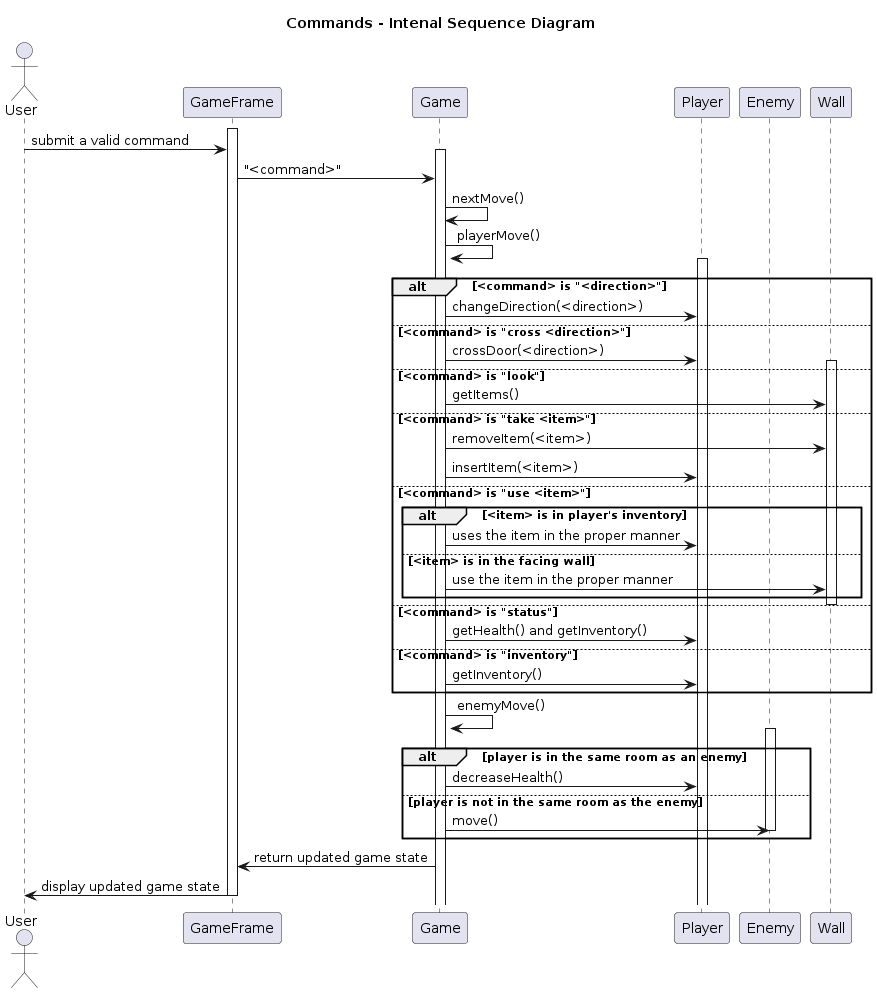 Commands - Intenal Sequence Diagram
User
GameFrame
Game
Player
Enemy
Wall
submit a valid command
"<command>"
nextMove()
playerMove()
alt
[<command> is "<direction>"]
changeDirection(<direction>)
[<command> is "cross <direction>"]
crossDoor(<direction>)
[<command> is "look"]
getItems()
[<command> is "take <item>"]
removeItem(<item>)
insertItem(<item>)
[<command> is "use <item>"]
alt
[<item> is in player's inventory]
uses the item in the proper manner
[<item> is in the facing wall]
use the item in the proper manner
[<command> is "status"]
getHealth() and getInventory()
[<command> is "inventory"]
getInventory()
enemyMove()
alt
[player is in the same room as an enemy]
decreaseHealth()
[player is not in the same room as the enemy]
move()
return updated game state
display updated game state
User
GameFrame
Game
Player
Enemy
Wall